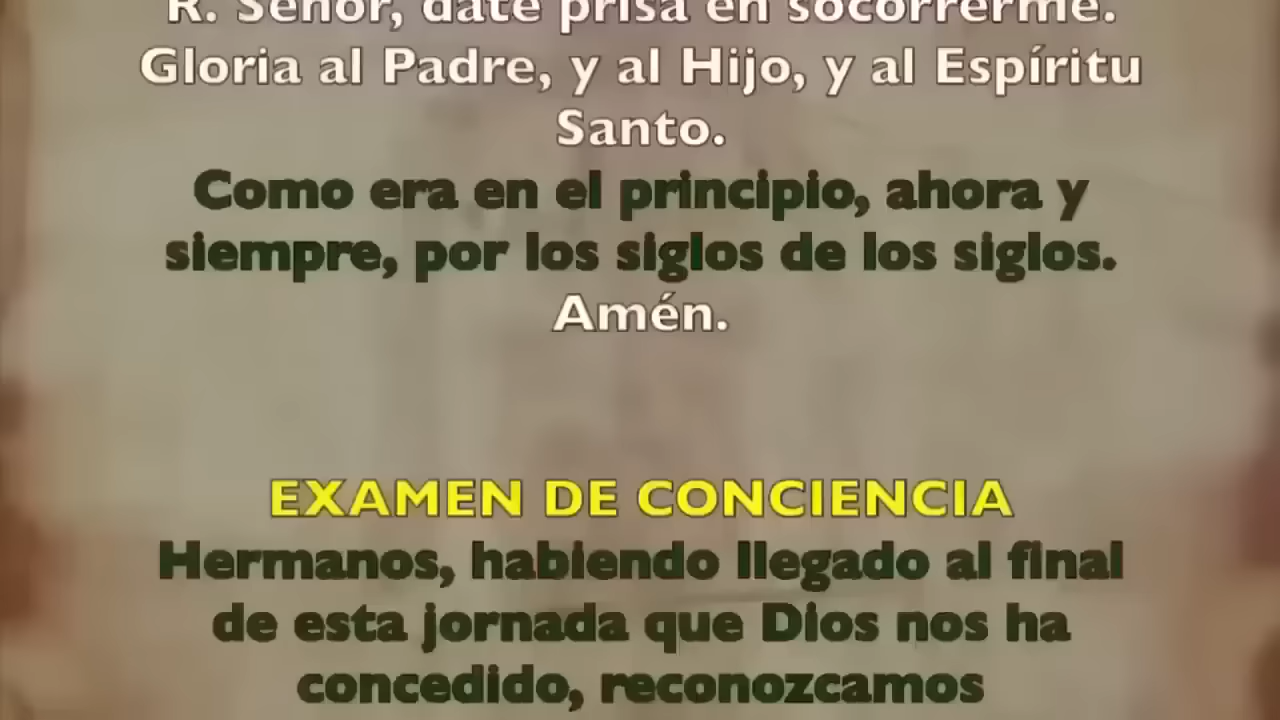 R. Señor, date prisa en socorrerme.
Gloria al Padre, y al Hijo, y al Espíritu
Santo.
Como era en el principio, ahora y
siempre, por los siglos de los siglos.
Amén.
EXAMEN DE CONCIENCIA
Hermanos, habiendo llegado al final
de esta jornada que Dios nos ha
concedido, reconozcamos